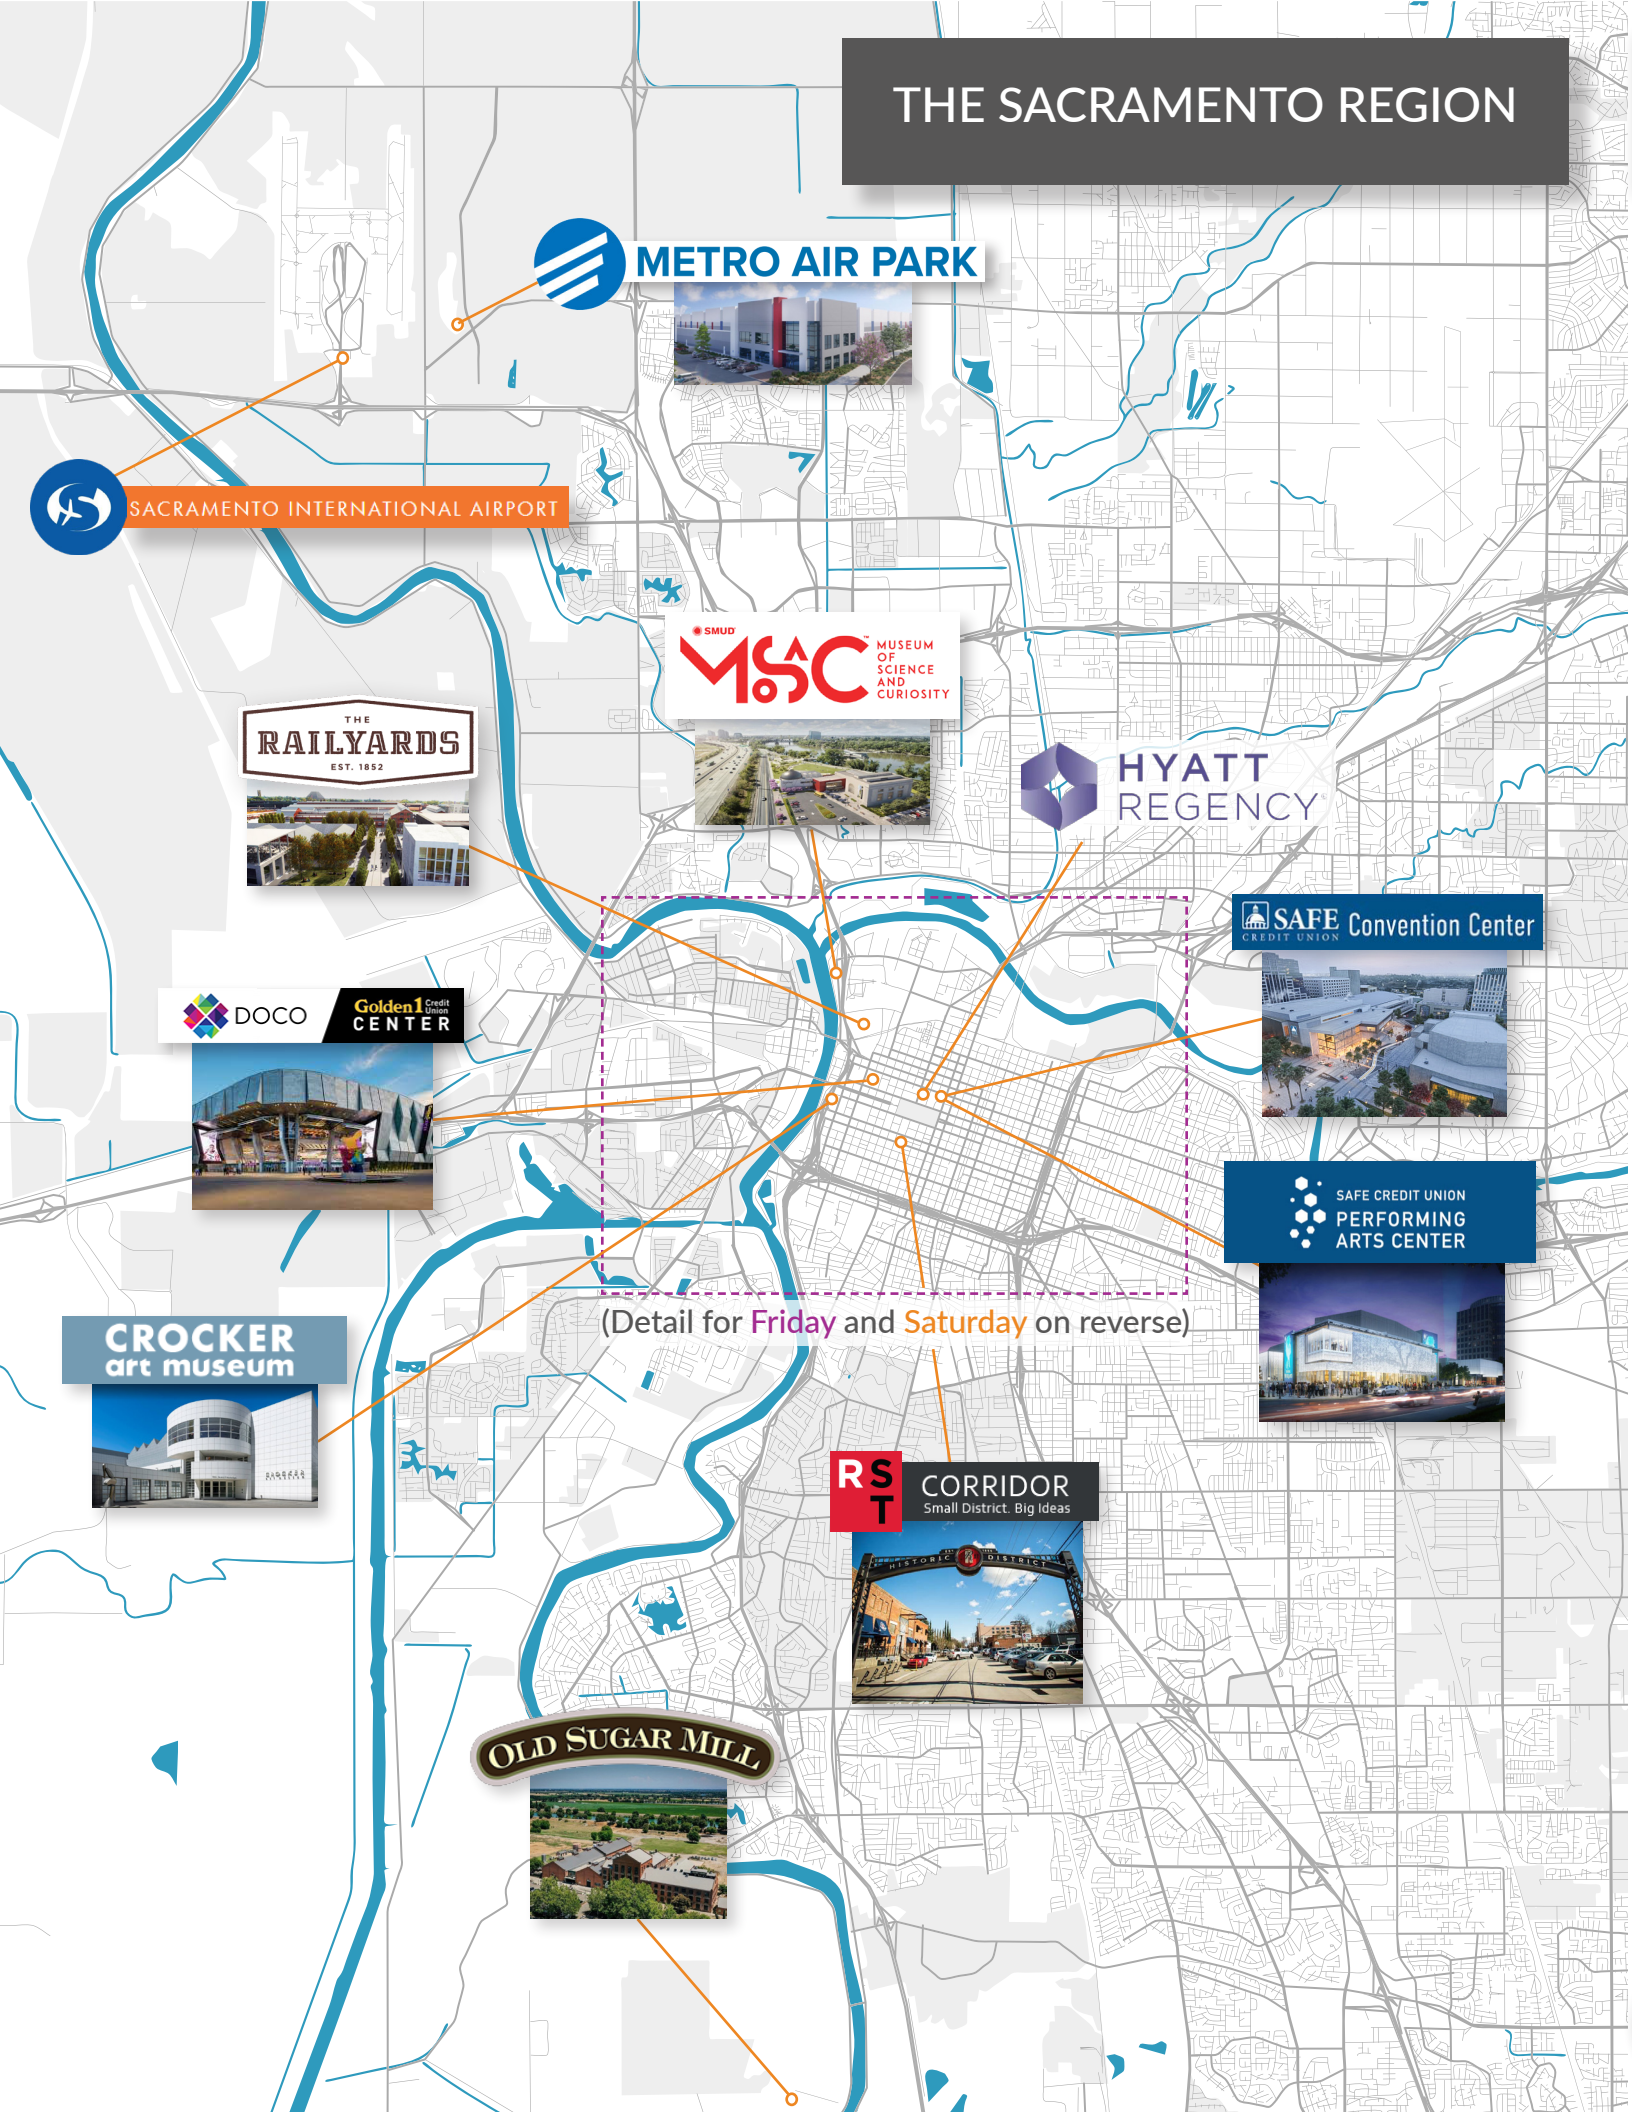 THE SACRAMENTO REGION
METRO AIR PARK
SACRAMENTO INTERNATIONAL AIRPORT
SMUD
MOSAC™
MUSEUM
OF
SCIENCE
AND
CURIOSITY
THE
RAILYARDS
EST. 1852
HYATT
REGENCY
SAFE
CREDIT UNION
Convention Center
DOCO
Golden 1 Credit Union
CENTER
SAFE CREDIT UNION
PERFORMING
ARTS CENTER
(Detail for Friday and Saturday on reverse)
CROCKER
art museum
R S
T
CORRIDOR
Small District. Big Ideas
HISTORIC R DISTRICT
OLD SUGAR MILL